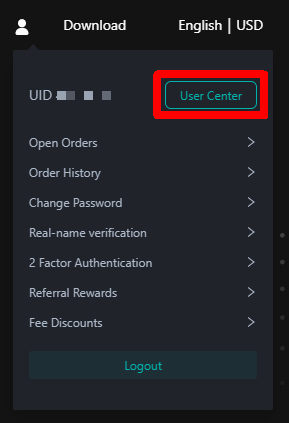 Download English | USD
UID
User Center
Open Orders
Order History
Change Password
Real-name verification
2 Factor Authentication
Referral Rewards
Fee Discounts
Logout